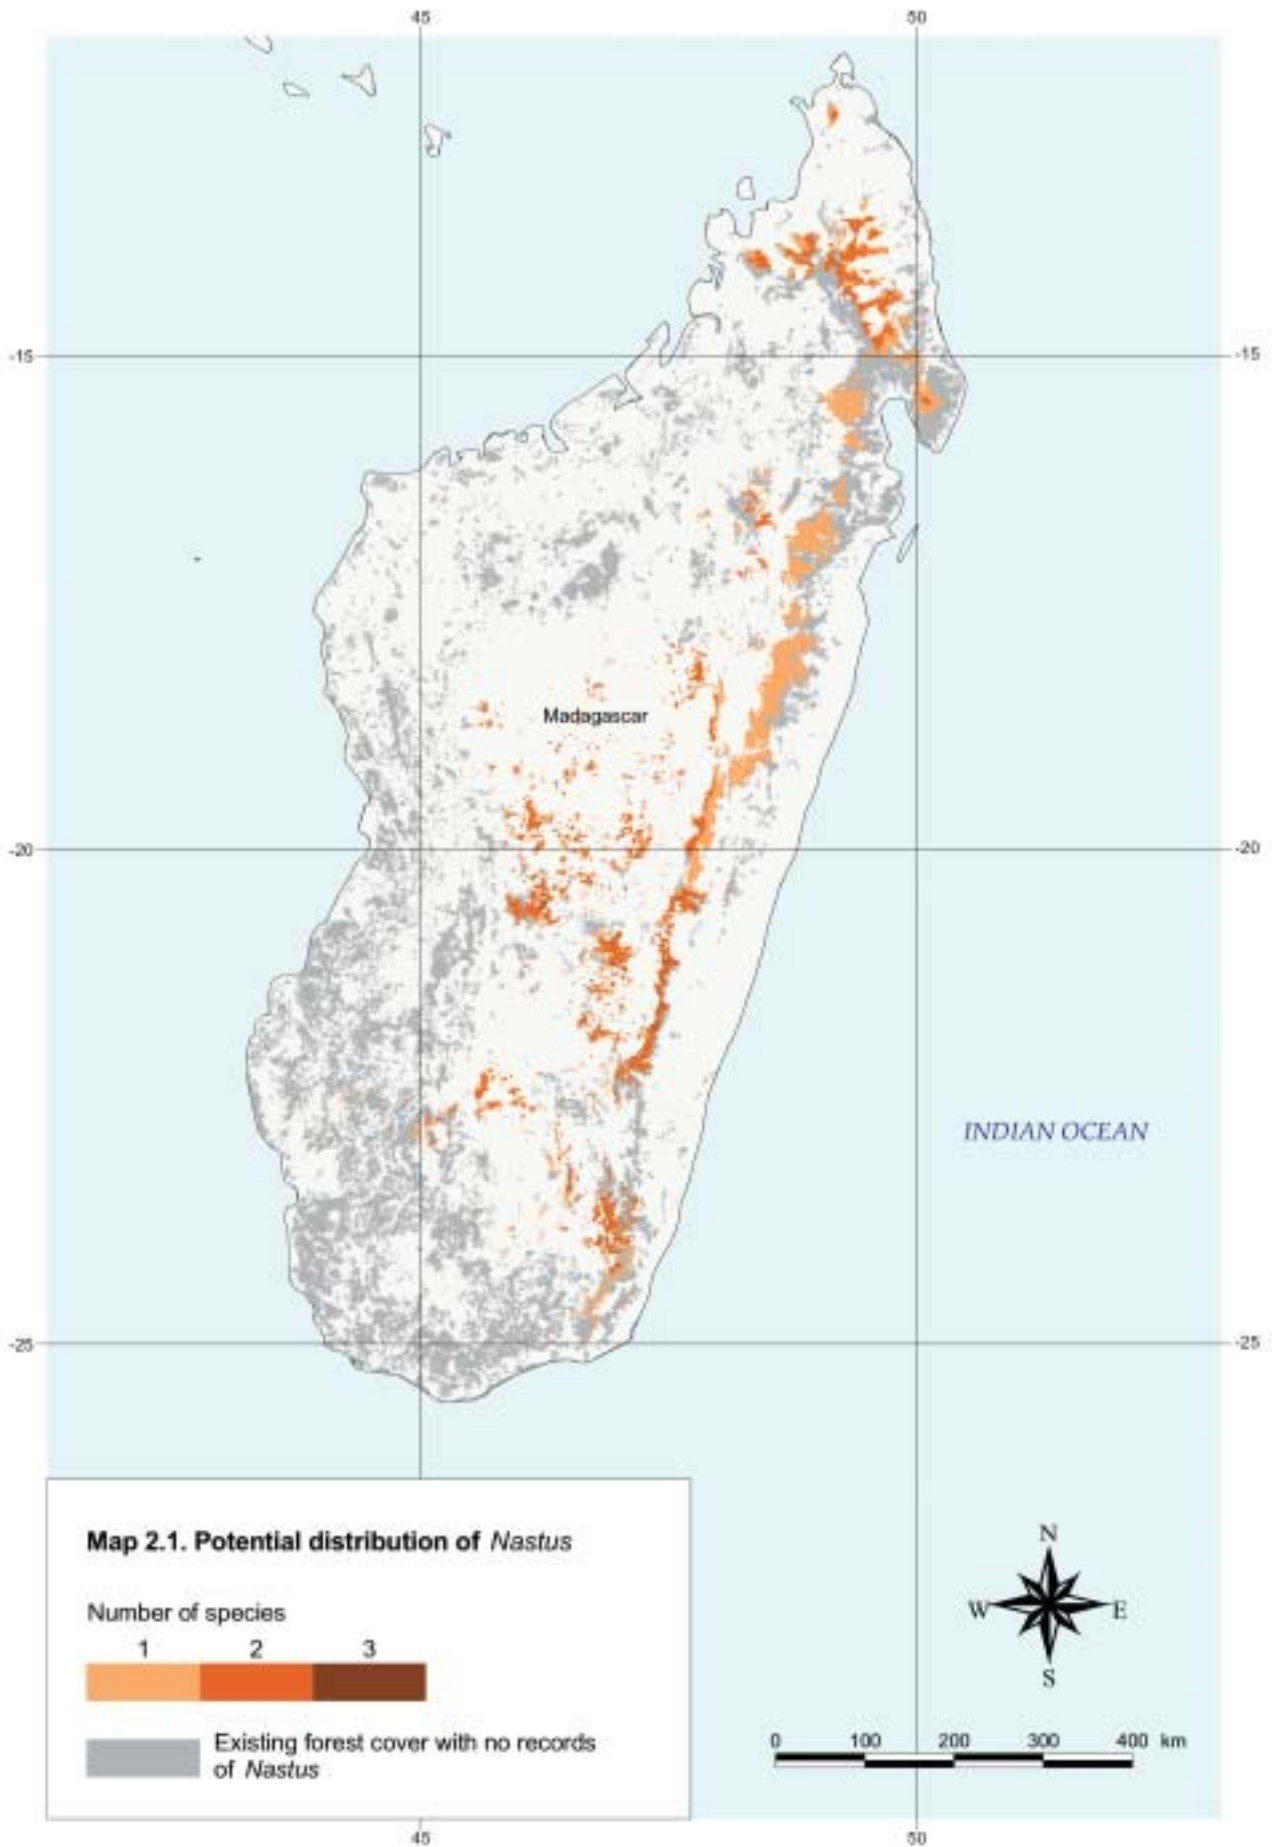 45 50
-15 -15
Madagascar
-20 -20
INDIAN OCEAN
-25 -25
Map 2.1. Potential distribution of Nastus
Number of species
1 2 3
Existing forest cover with no records
of Nastus
N
W E
S
0 100 200 300 400 km
45 50